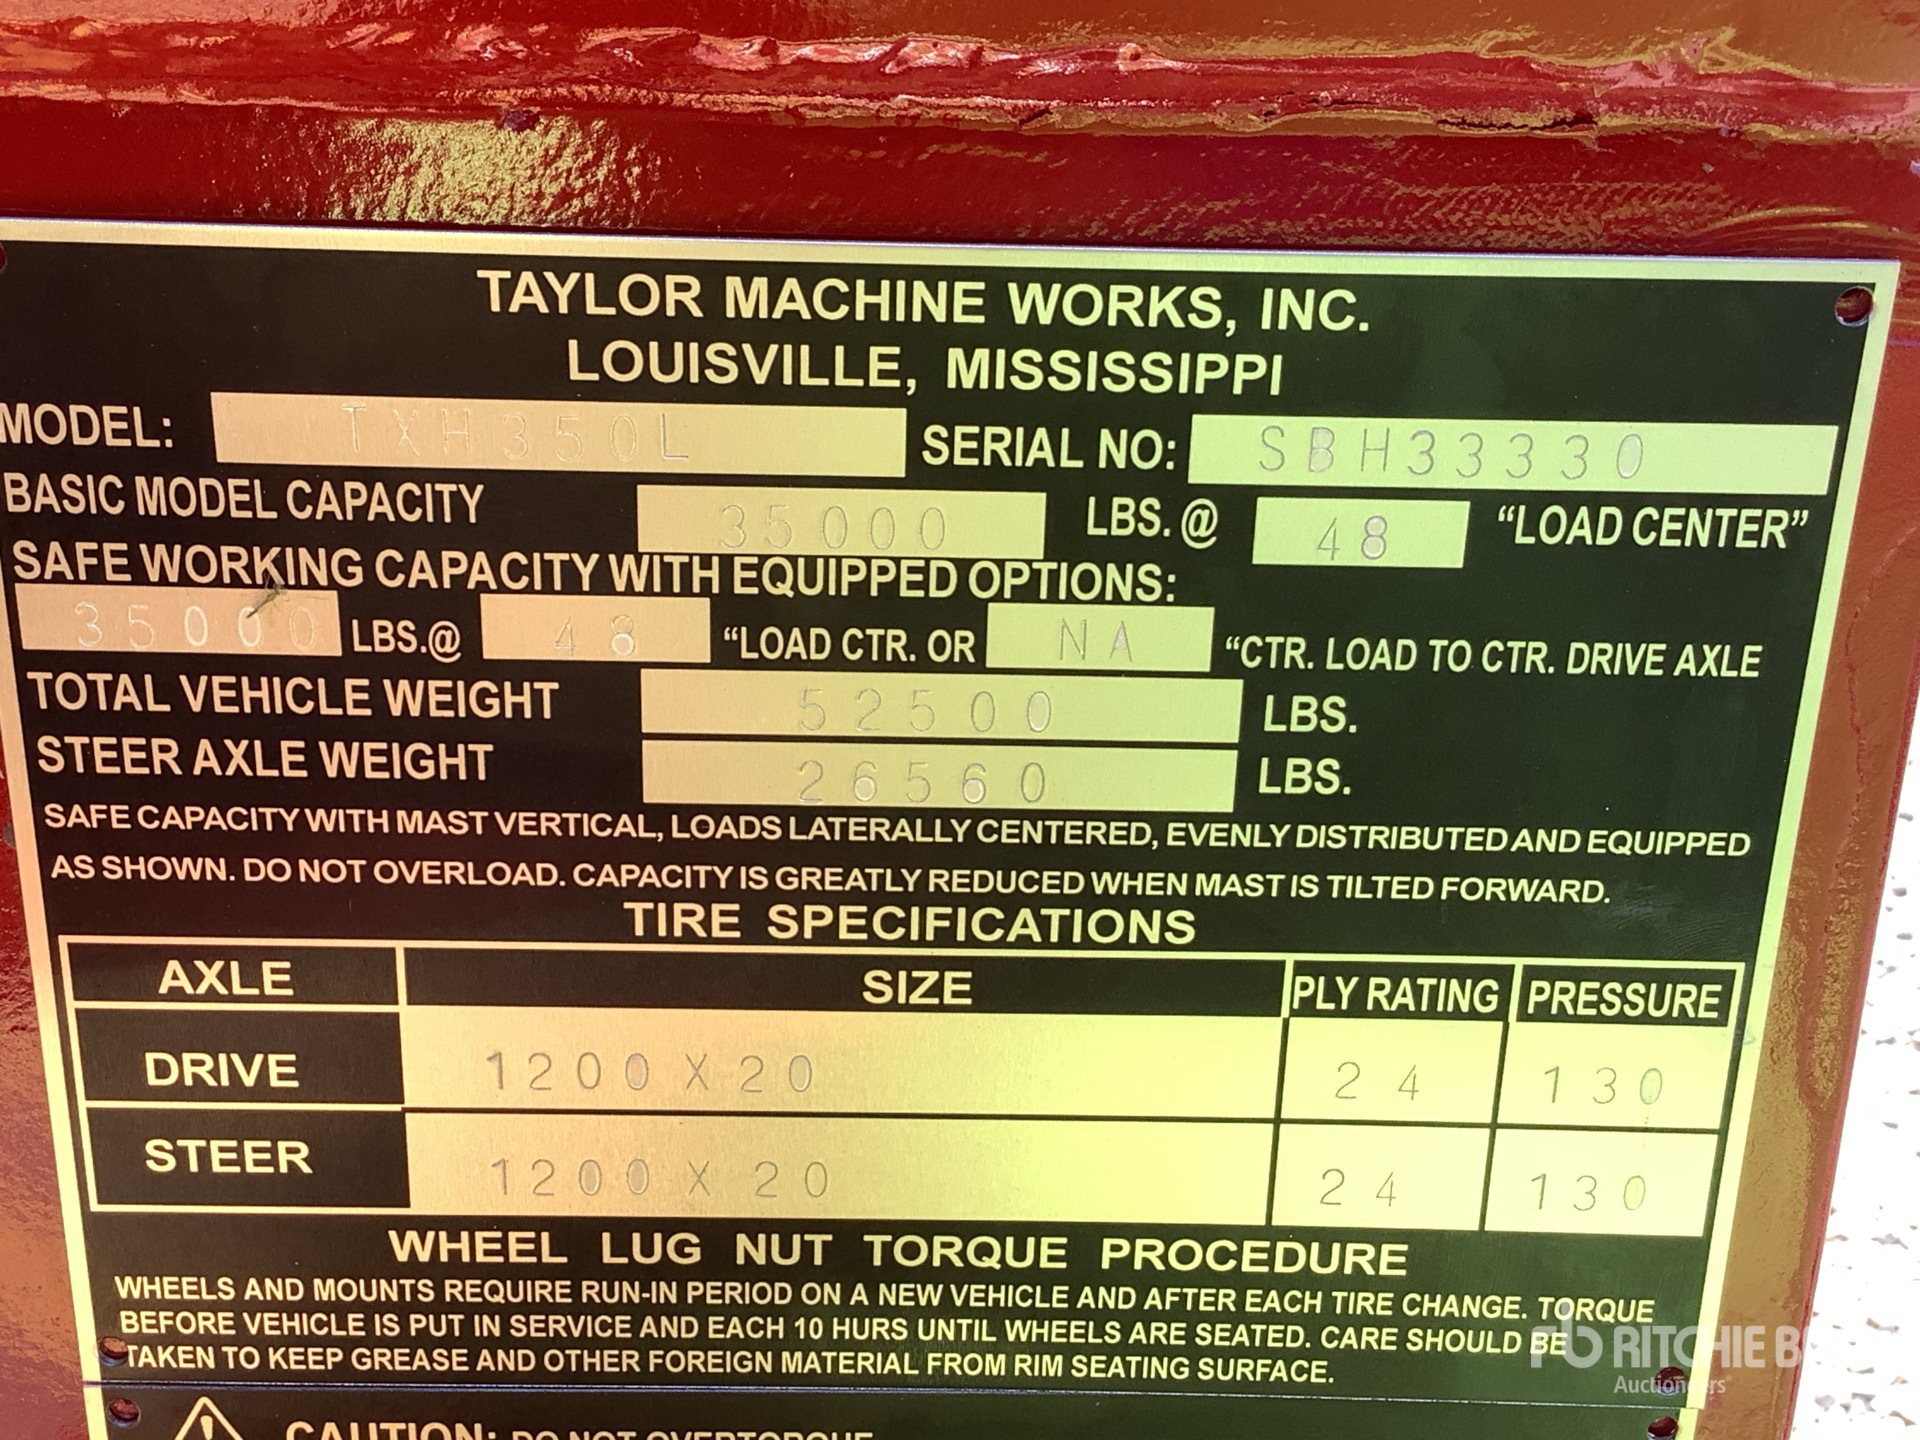 TAYLOR MACHINE WORKS, INC.
LOUISVILLE, MISSISSIPPI
MODEL: TXH350L SERIAL NO: SBH33330
BASIC MODEL CAPACITY 35000 LBS. @ 48 "LOAD CENTER"
SAFE WORKING CAPACITY WITH EQUIPPED OPTIONS:
35000 LBS.@ 48 "LOAD CTR. OR NA "CTR. LOAD TO CTR. DRIVE AXLE
TOTAL VEHICLE WEIGHT 52500 LBS.
STEER AXLE WEIGHT 26560 LBS.
SAFE CAPACITY WITH MAST VERTICAL, LOADS LATERALLY CENTERED, EVENLY DISTRIBUTED AND EQUIPPED
AS SHOWN. DO NOT OVERLOAD. CAPACITY IS GREATLY REDUCED WHEN MAST IS TILTED FORWARD.
TIRE SPECIFICATIONS
AXLE SIZE PLY RATING PRESSURE
DRIVE 1200 X 20 24 130
STEER 1200 X 20 24 130
WHEEL LUG NUT TORQUE PROCEDURE
WHEELS AND MOUNTS REQUIRE RUN-IN PERIOD ON A NEW VEHICLE AND AFTER EACH TIRE CHANGE. TORQUE
BEFORE VEHICLE IS PUT IN SERVICE AND EACH 10 HURS UNTIL WHEELS ARE SEATED. CARE SHOULD BE
TAKEN TO KEEP GREASE AND OTHER FOREIGN MATERIAL FROM RIM SEATING SURFACE.
rb RITCHIE B
Auctioneers
CAUTION: DO NOT OVERTORQUE